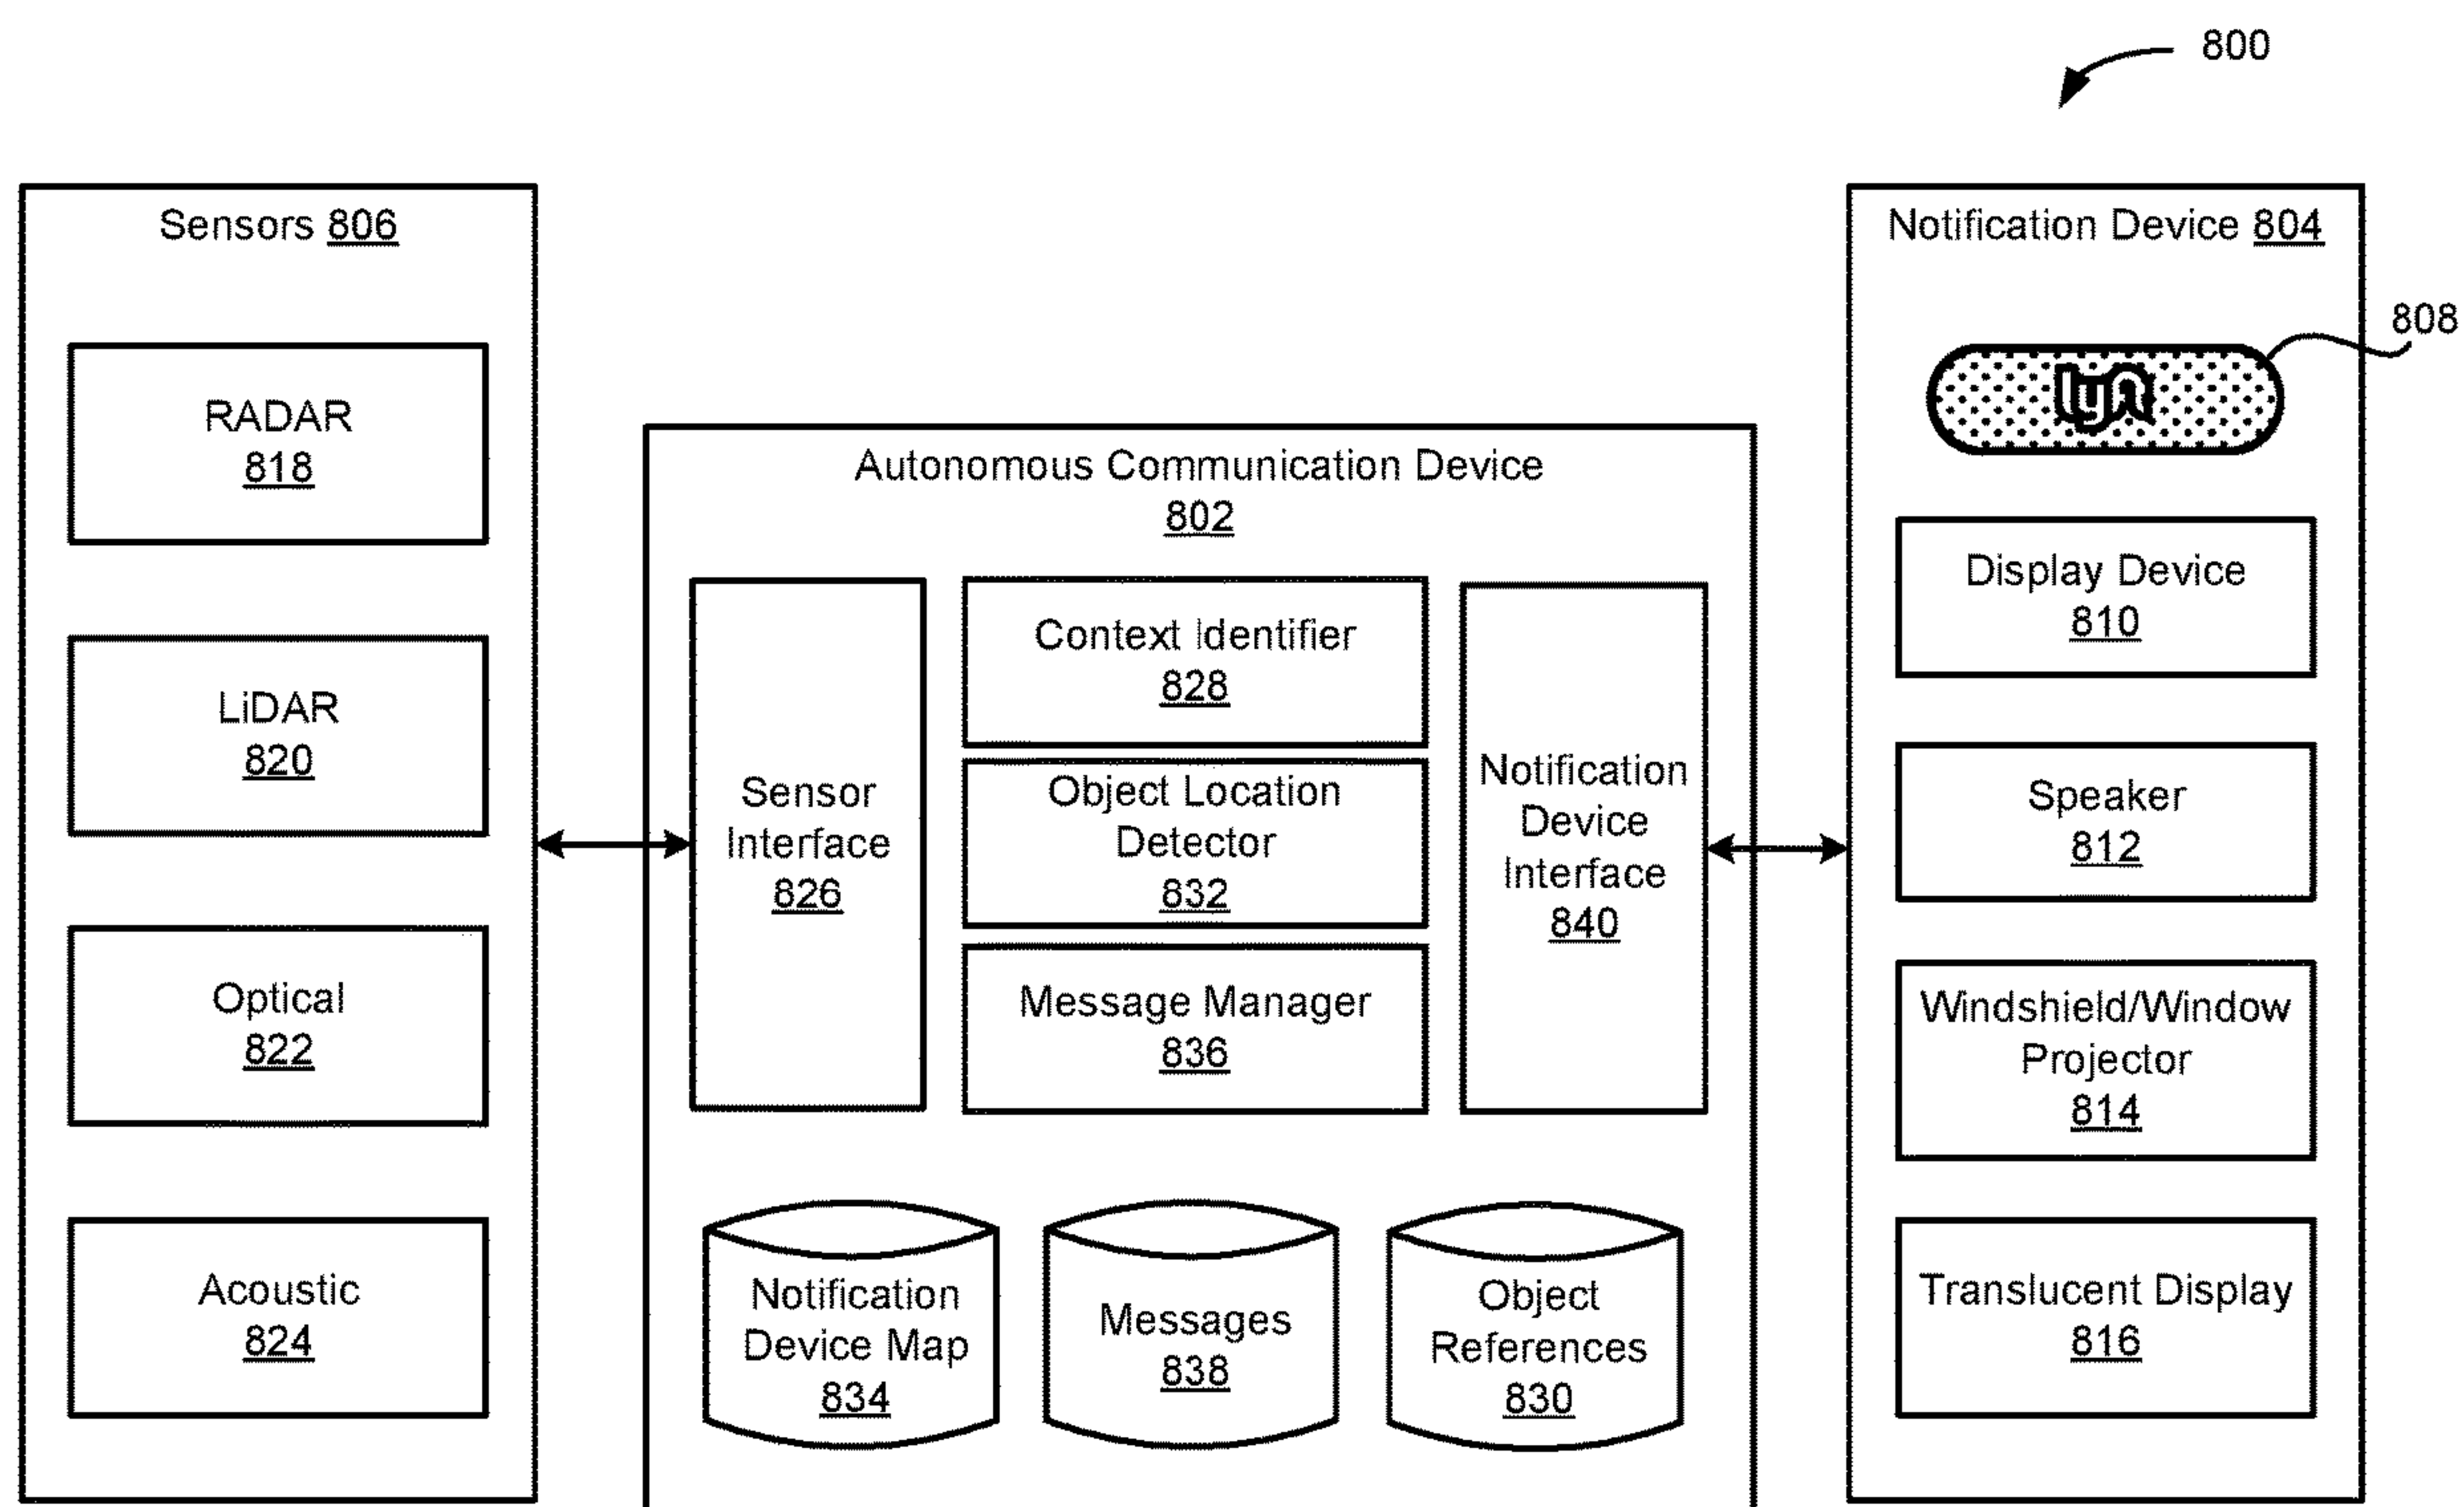 800
Sensors 806
RADAR
818
LiDAR
820
Optical
822
Acoustic
824
Autonomous Communication Device
802
Sensor
Interface
826
Context Identifier
828
Object Location
Detector
832
Message Manager
836
Notification
Device
Interface
840
Notification
Device Map
834
Messages
838
Object
References
830
Notification Device 804
808
lyft
Display Device
810
Speaker
812
Windshield/Window
Projector
814
Translucent Display
816